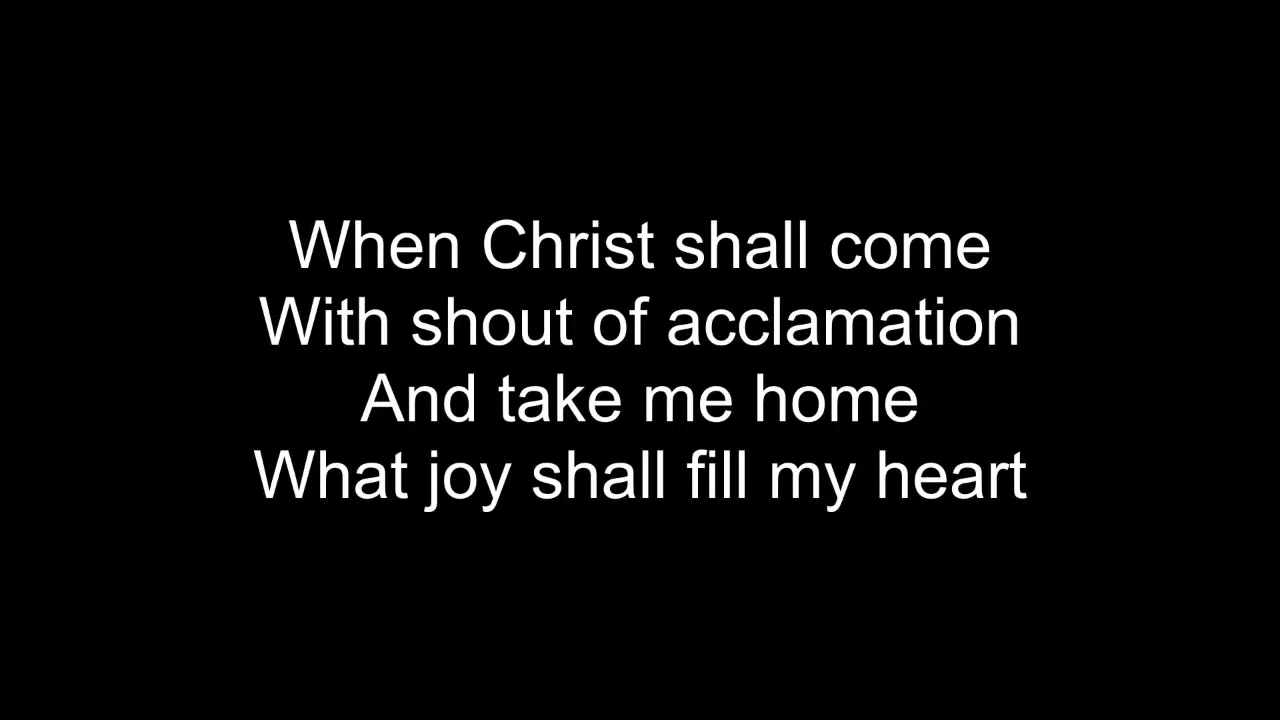 When Christ shall come
With shout of acclamation
And take me home
What joy shall fill my heart